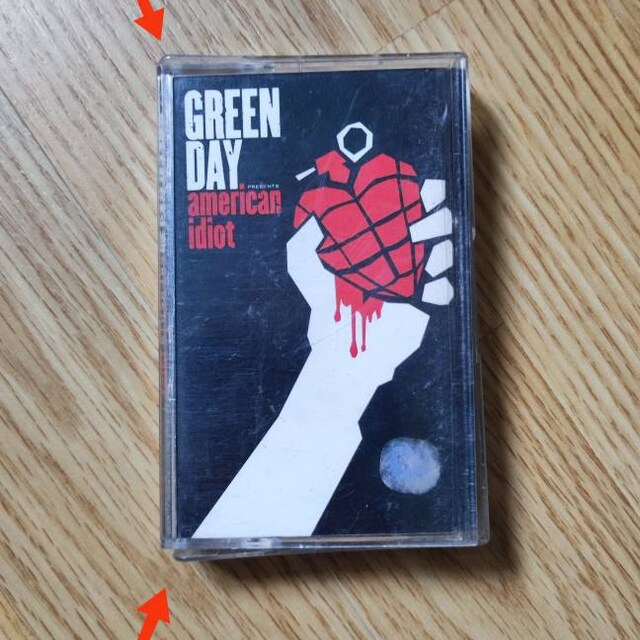 GREEN
DAY
PRESENTS
american
idiot